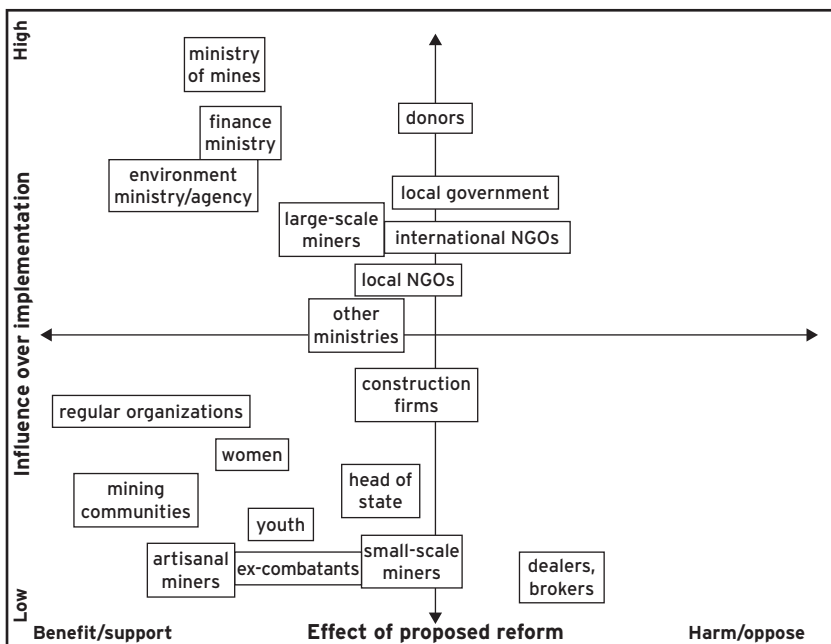 High
ministry
of mines
donors
finance
ministry
environment
ministry/agency
local government
large-scale
miners
international NGOs
local NGOs
other
ministries
Influence over implementation
construction
firms
regular organizations
women
head of
state
mining
communities
youth
small-scale
miners
artisanal
miners
ex-combatants
dealers,
brokers
Low
Benefit/support
Effect of proposed reform
Harm/oppose